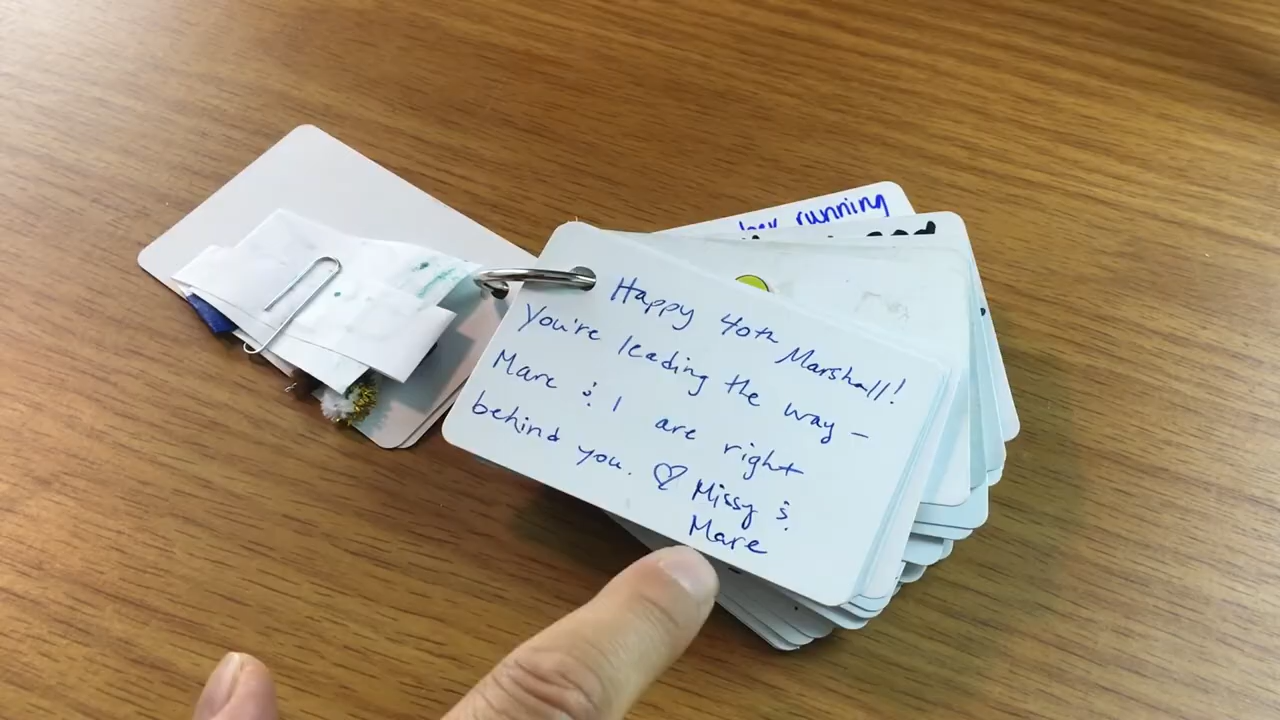 running
Happy 40th Marshall!
You're leading the way –
Marc & I are right
behind you. ♡ Missy &
Marc